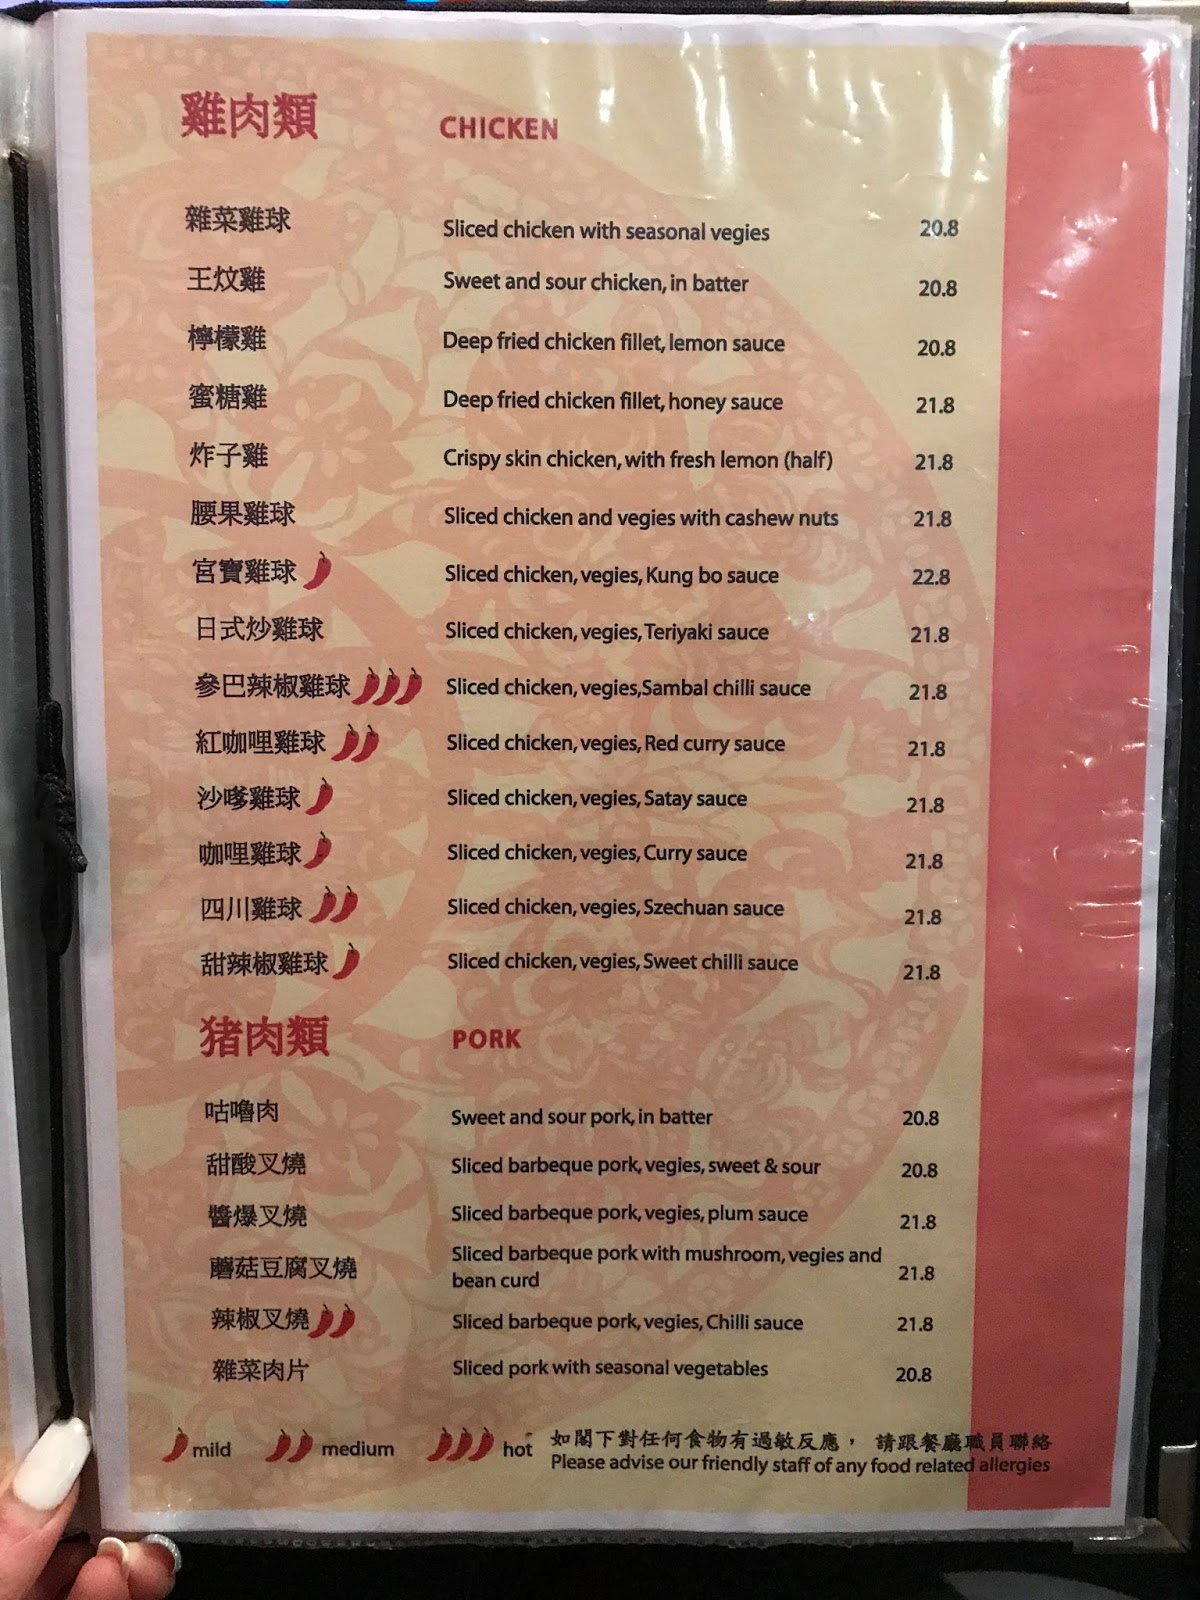 雞肉類 CHICKEN
雜菜雞球 Sliced chicken with seasonal vegies 20.8
王炆雞 Sweet and sour chicken, in batter 20.8
檸檬雞 Deep fried chicken fillet, lemon sauce 20.8
蜜糖雞 Deep fried chicken fillet, honey sauce 21.8
炸子雞 Crispy skin chicken, with fresh lemon (half) 21.8
腰果雞球 Sliced chicken and vegies with cashew nuts 21.8
宮寶雞球 Sliced chicken, vegies, Kung bo sauce 22.8
日式炒雞球 Sliced chicken, vegies, Teriyaki sauce 21.8
參巴辣椒雞球 Sliced chicken, vegies,Sambal chilli sauce 21.8
紅咖哩雞球 Sliced chicken, vegies, Red curry sauce 21.8
沙嗲雞球 Sliced chicken, vegies, Satay sauce 21.8
咖哩雞球 Sliced chicken, vegies, Curry sauce 21.8
四川雞球 Sliced chicken, vegies, Szechuan sauce 21.8
甜辣椒雞球 Sliced chicken, vegies, Sweet chilli sauce 21.8
猪肉類 PORK
咕嚕肉 Sweet and sour pork, in batter 20.8
甜酸叉燒 Sliced barbeque pork, vegies, sweet & sour 20.8
醬爆叉燒 Sliced barbeque pork, vegies, plum sauce 21.8
蘑菇豆腐叉燒 Sliced barbeque pork with mushroom, vegies and
bean curd 21.8
辣椒叉燒 Sliced barbeque pork, vegies, Chilli sauce 21.8
雜菜肉片 Sliced pork with seasonal vegetables 20.8
mild medium hot
如閣下對任何食物有過敏反應， 請跟餐廳職員聯絡
Please advise our friendly staff of any food related allergies